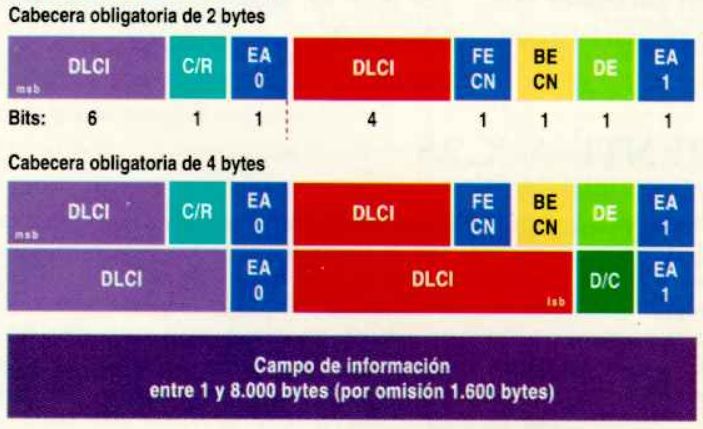 Cabecera obligatoria de 2 bytes
DLCI C/R EA 0 DLCI FE CN BE CN DE EA 1
msb
Bits: 6 1 1 4 1 1 1 1
Cabecera obligatoria de 4 bytes
DLCI C/R EA 0 DLCI FE CN BE CN DE EA 1
msb
DLCI EA 0 DLCI D/C EA 1
lsb
Campo de información
entre 1 y 8.000 bytes (por omisión 1.600 bytes)